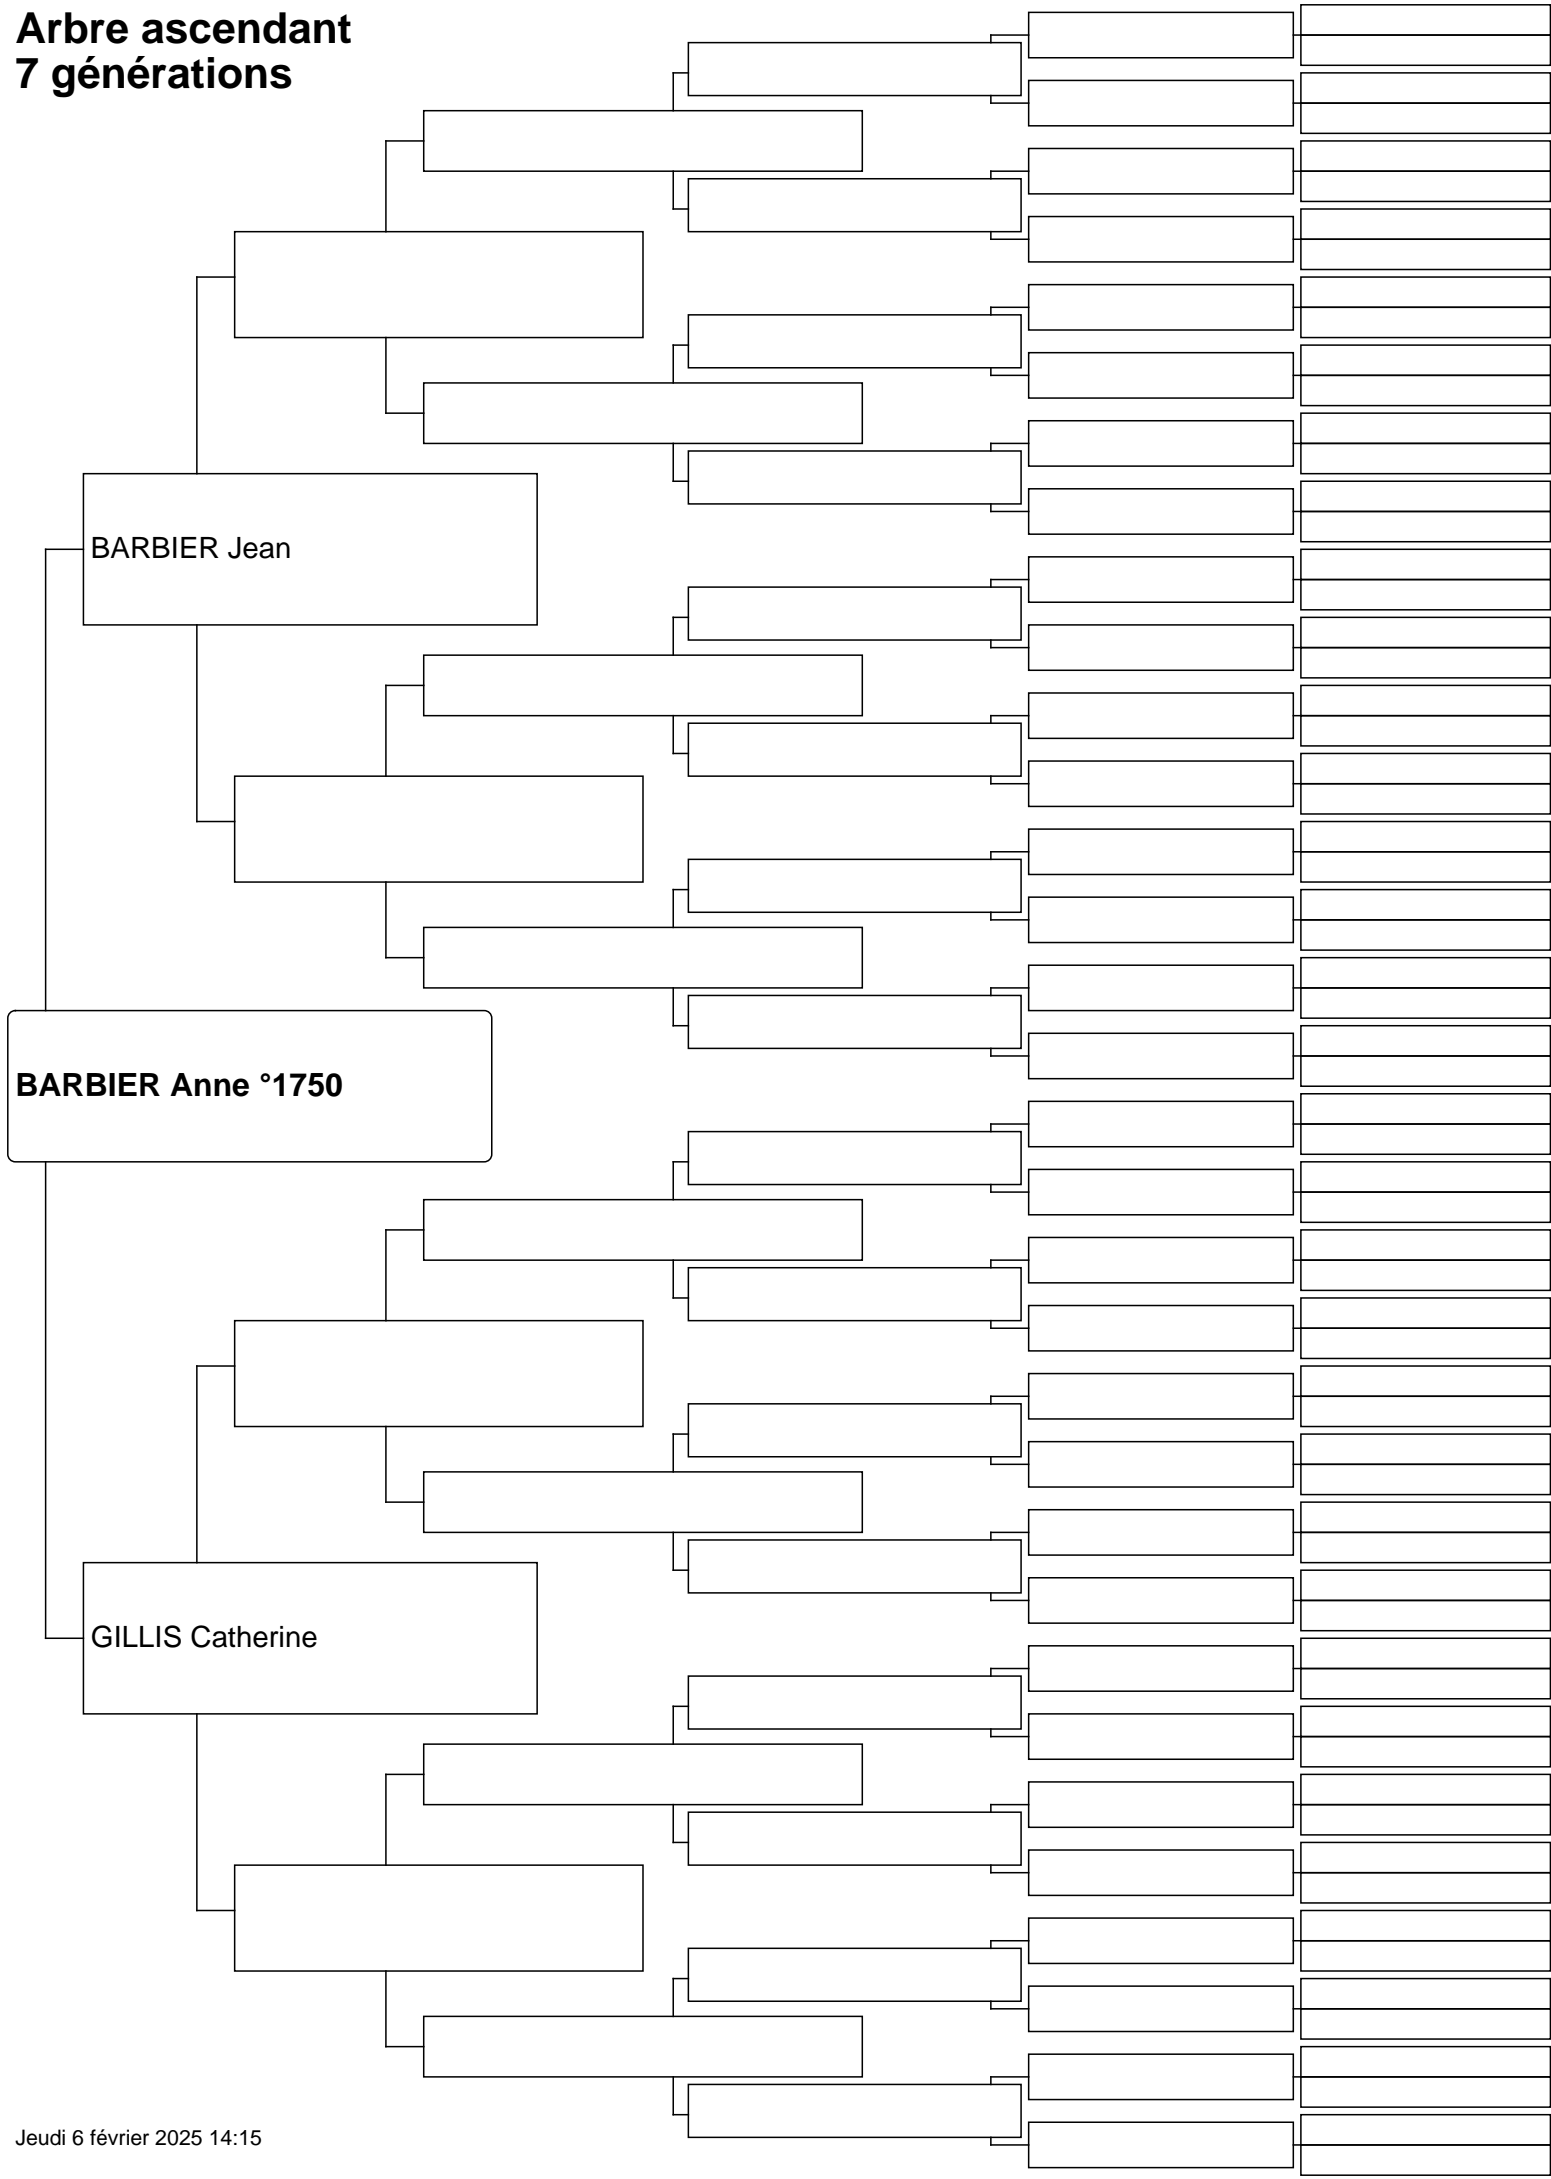 Arbre ascendant
7 générations
BARBIER Jean
BARBIER Anne °1750
GILLIS Catherine
Jeudi 6 février 2025 14:15